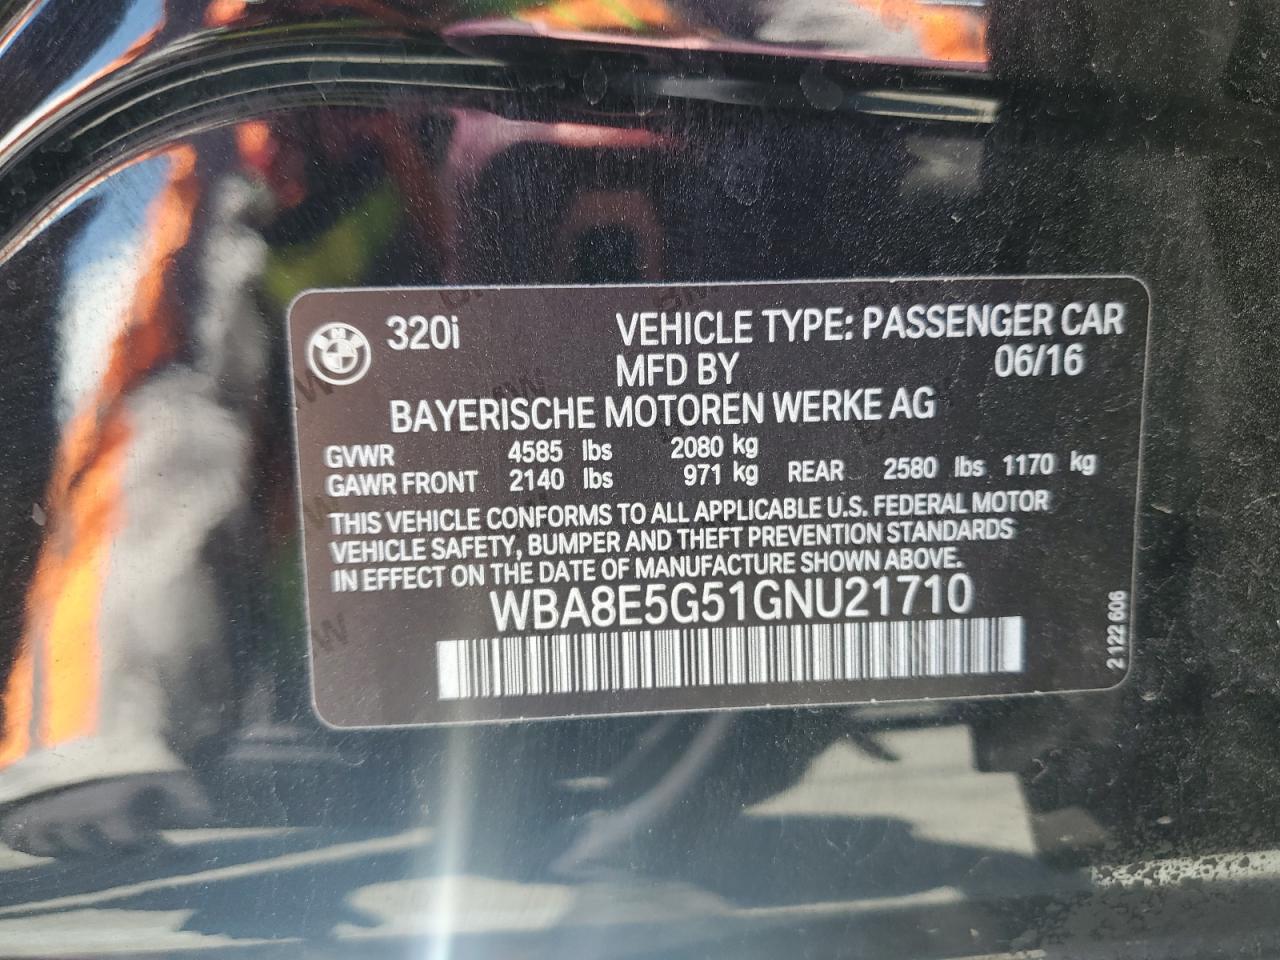 320i VEHICLE TYPE: PASSENGER CAR
MFD BY 06/16
BAYERISCHE MOTOREN WERKE AG
GVWR 4585 lbs 2080 kg
GAWR FRONT 2140 lbs 971 kg REAR 2580 lbs 1170 kg
THIS VEHICLE CONFORMS TO ALL APPLICABLE U.S. FEDERAL MOTOR
VEHICLE SAFETY, BUMPER AND THEFT PREVENTION STANDARDS
IN EFFECT ON THE DATE OF MANUFACTURE SHOWN ABOVE.
WBA8E5G51GNU21710
2 122 606